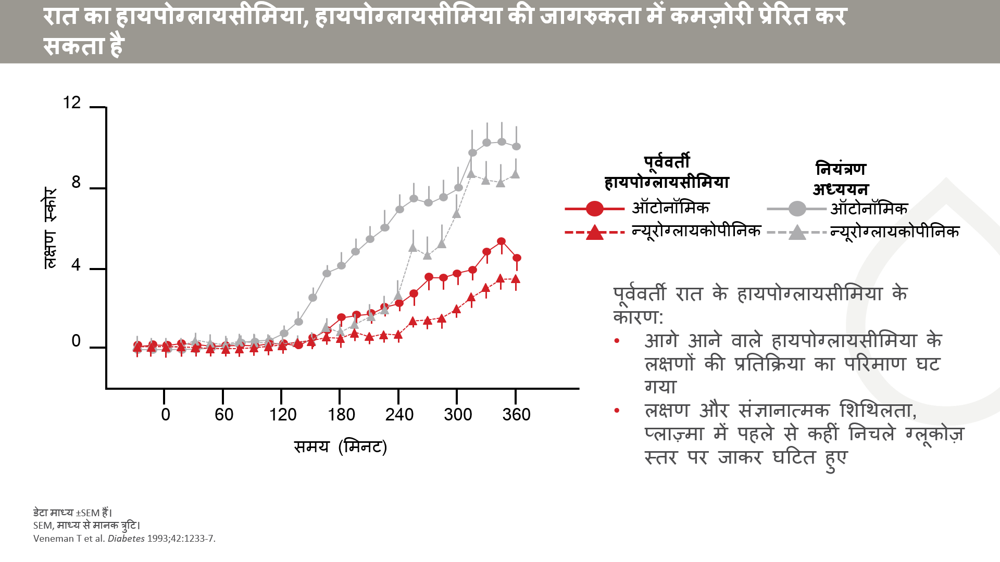 रात का हायपोग्लायसीमिया, हायपोग्लायसीमिया की जागरुकता में कमज़ोरी प्रेरित कर
सकता है
12
8
4
0
लक्षण स्कोर
0 60 120 180 240 300 360
समय (मिनट)
पूर्ववर्ती
हायपोग्लायसीमिया
ऑटोनॉमिक
न्यूरोग्लायकोपीनिक
नियंत्रण
अध्ययन
ऑटोनॉमिक
न्यूरोग्लायकोपीनिक
पूर्ववर्ती रात के हायपोग्लायसीमिया के
कारण:
• आगे आने वाले हायपोग्लायसीमिया के
लक्षणों की प्रतिक्रिया का परिमाण घट
गया
• लक्षण और संज्ञानात्मक शिथिलता,
प्लाज़्मा में पहले से कहीं निचले ग्लूकोज़
स्तर पर जाकर घटित हुए
डेटा माध्य ±SEM हैं।
SEM, माध्य से मानक त्रुटि।
Veneman T et al. Diabetes 1993;42:1233-7.